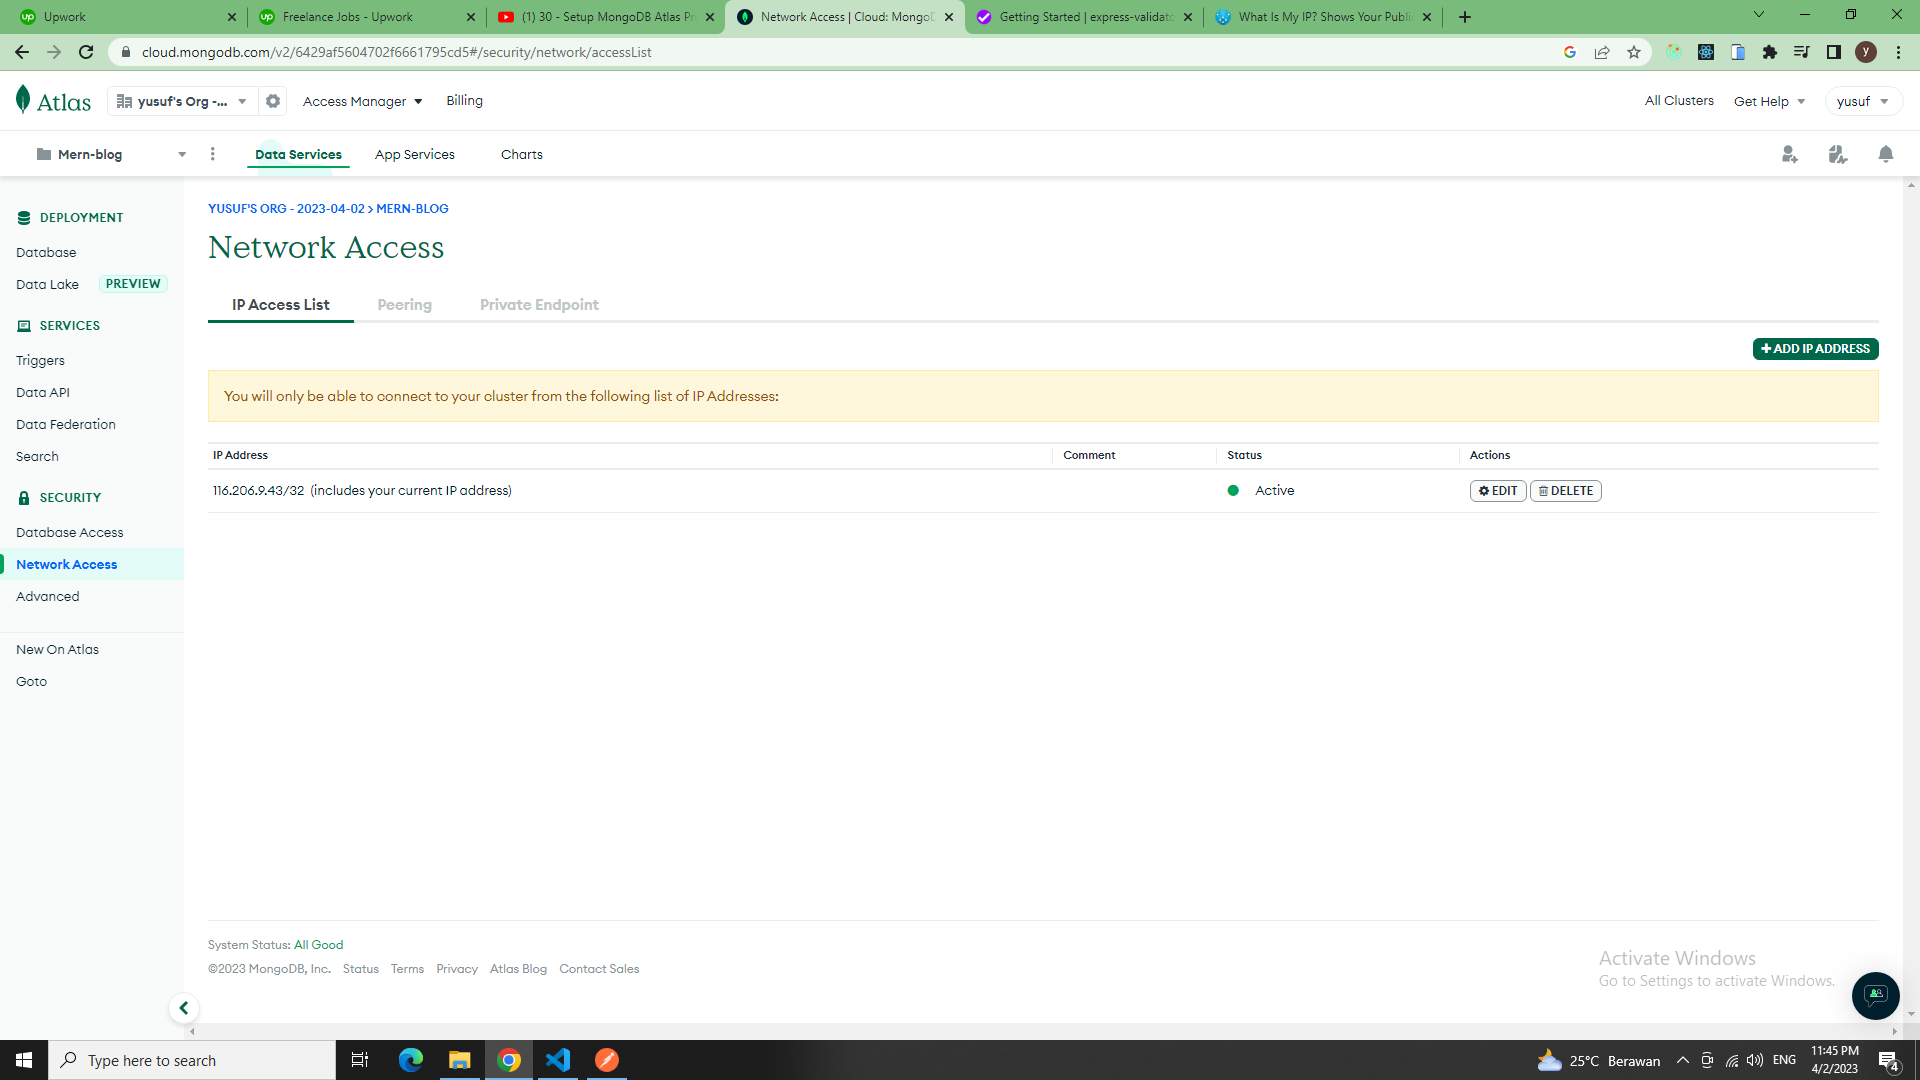 Upwork
Freelance Jobs - Upwork
(1) 30 - Setup MongoDB Atlas Pr
Network Access | Cloud: MongoD
Getting Started | express-validato
What Is My IP? Shows Your Publi
cloud.mongodb.com/v2/6429af5604702f6661795cd5#/security/network/accessList
y
Atlas
yusuf's Org -...
Access Manager
Billing
All Clusters
Get Help
yusuf
Mern-blog
Data Services
App Services
Charts
DEPLOYMENT
Database
Data Lake
PREVIEW
SERVICES
Triggers
Data API
Data Federation
Search
SECURITY
Database Access
Network Access
Advanced
New On Atlas
Goto
YUSUF'S ORG - 2023-04-02 > MERN-BLOG
Network Access
IP Access List
Peering
Private Endpoint
+ ADD IP ADDRESS
You will only be able to connect to your cluster from the following list of IP Addresses:
IP Address
Comment
Status
Actions
116.206.9.43/32 (includes your current IP address)
Active
EDIT
DELETE
System Status: All Good
©2023 MongoDB, Inc.
Status
Terms
Privacy
Atlas Blog
Contact Sales
Activate Windows
Go to Settings to activate Windows.
Type here to search
25°C Berawan
ENG
11:45 PM
4/2/2023
4